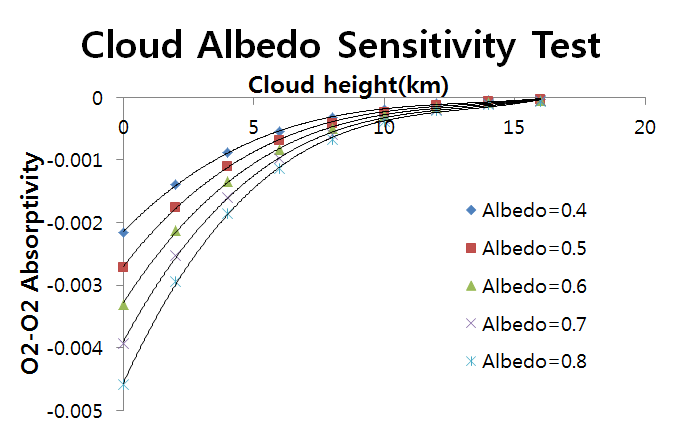 Cloud Albedo Sensitivity Test
Cloud height(km)
0
0 5 10 15 20
-0.001
-0.002
-0.003
-0.004
-0.005
O2-O2 Absorptivity
Albedo=0.4
Albedo=0.5
Albedo=0.6
Albedo=0.7
Albedo=0.8